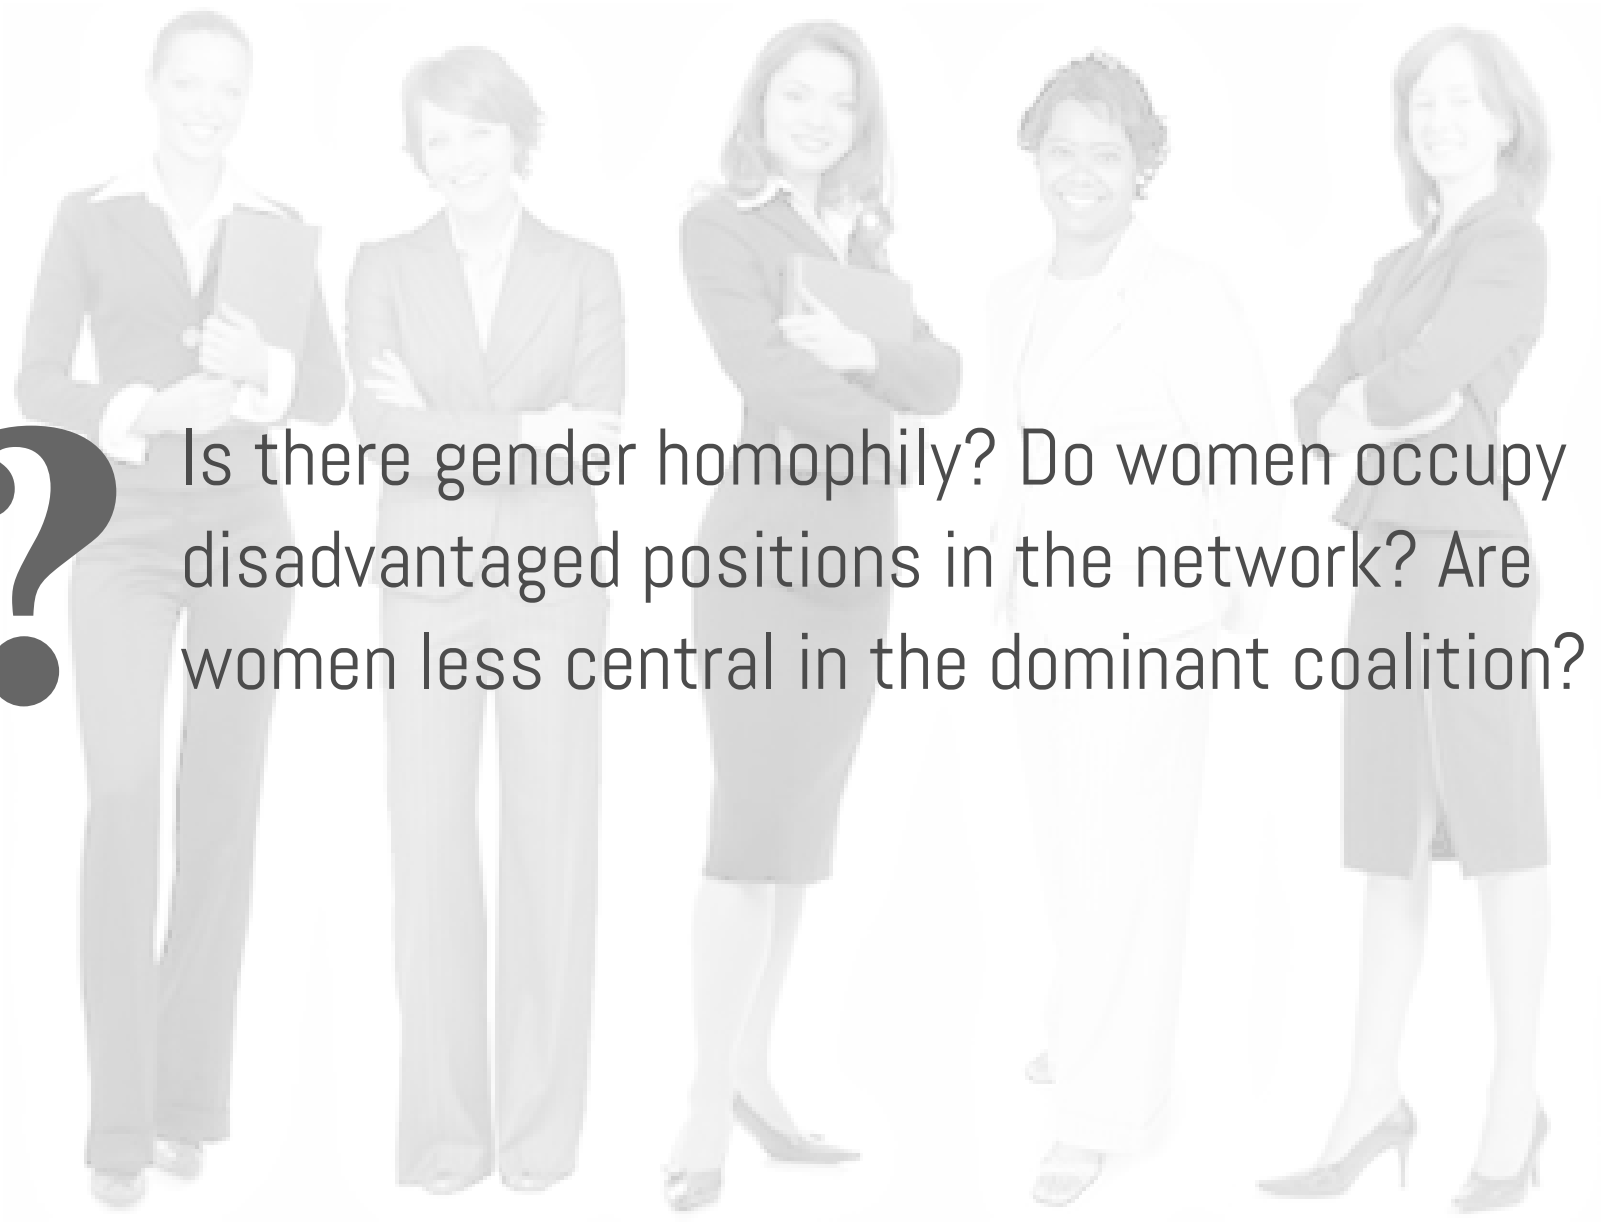 ?
Is there gender homophily? Do women occupy
disadvantaged positions in the network? Are
women less central in the dominant coalition?